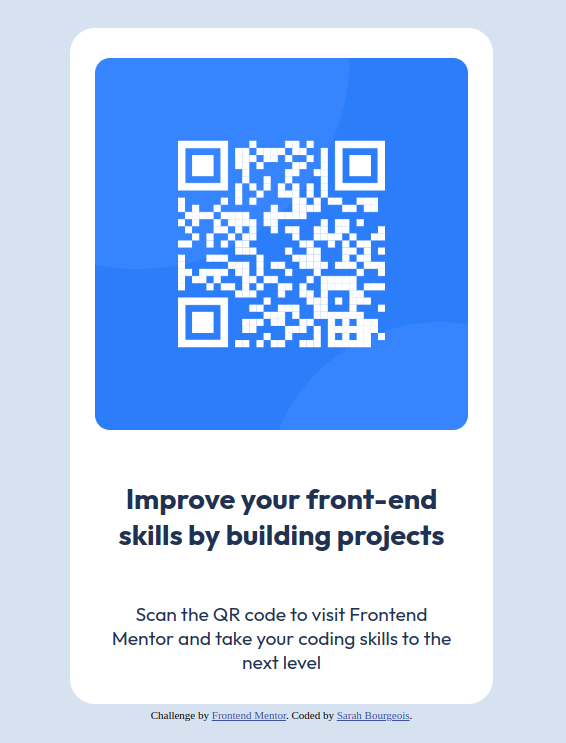 Improve your front-end
skills by building projects
Scan the QR code to visit Frontend
Mentor and take your coding skills to the
next level
Challenge by Frontend Mentor. Coded by Sarah Bourgeois.